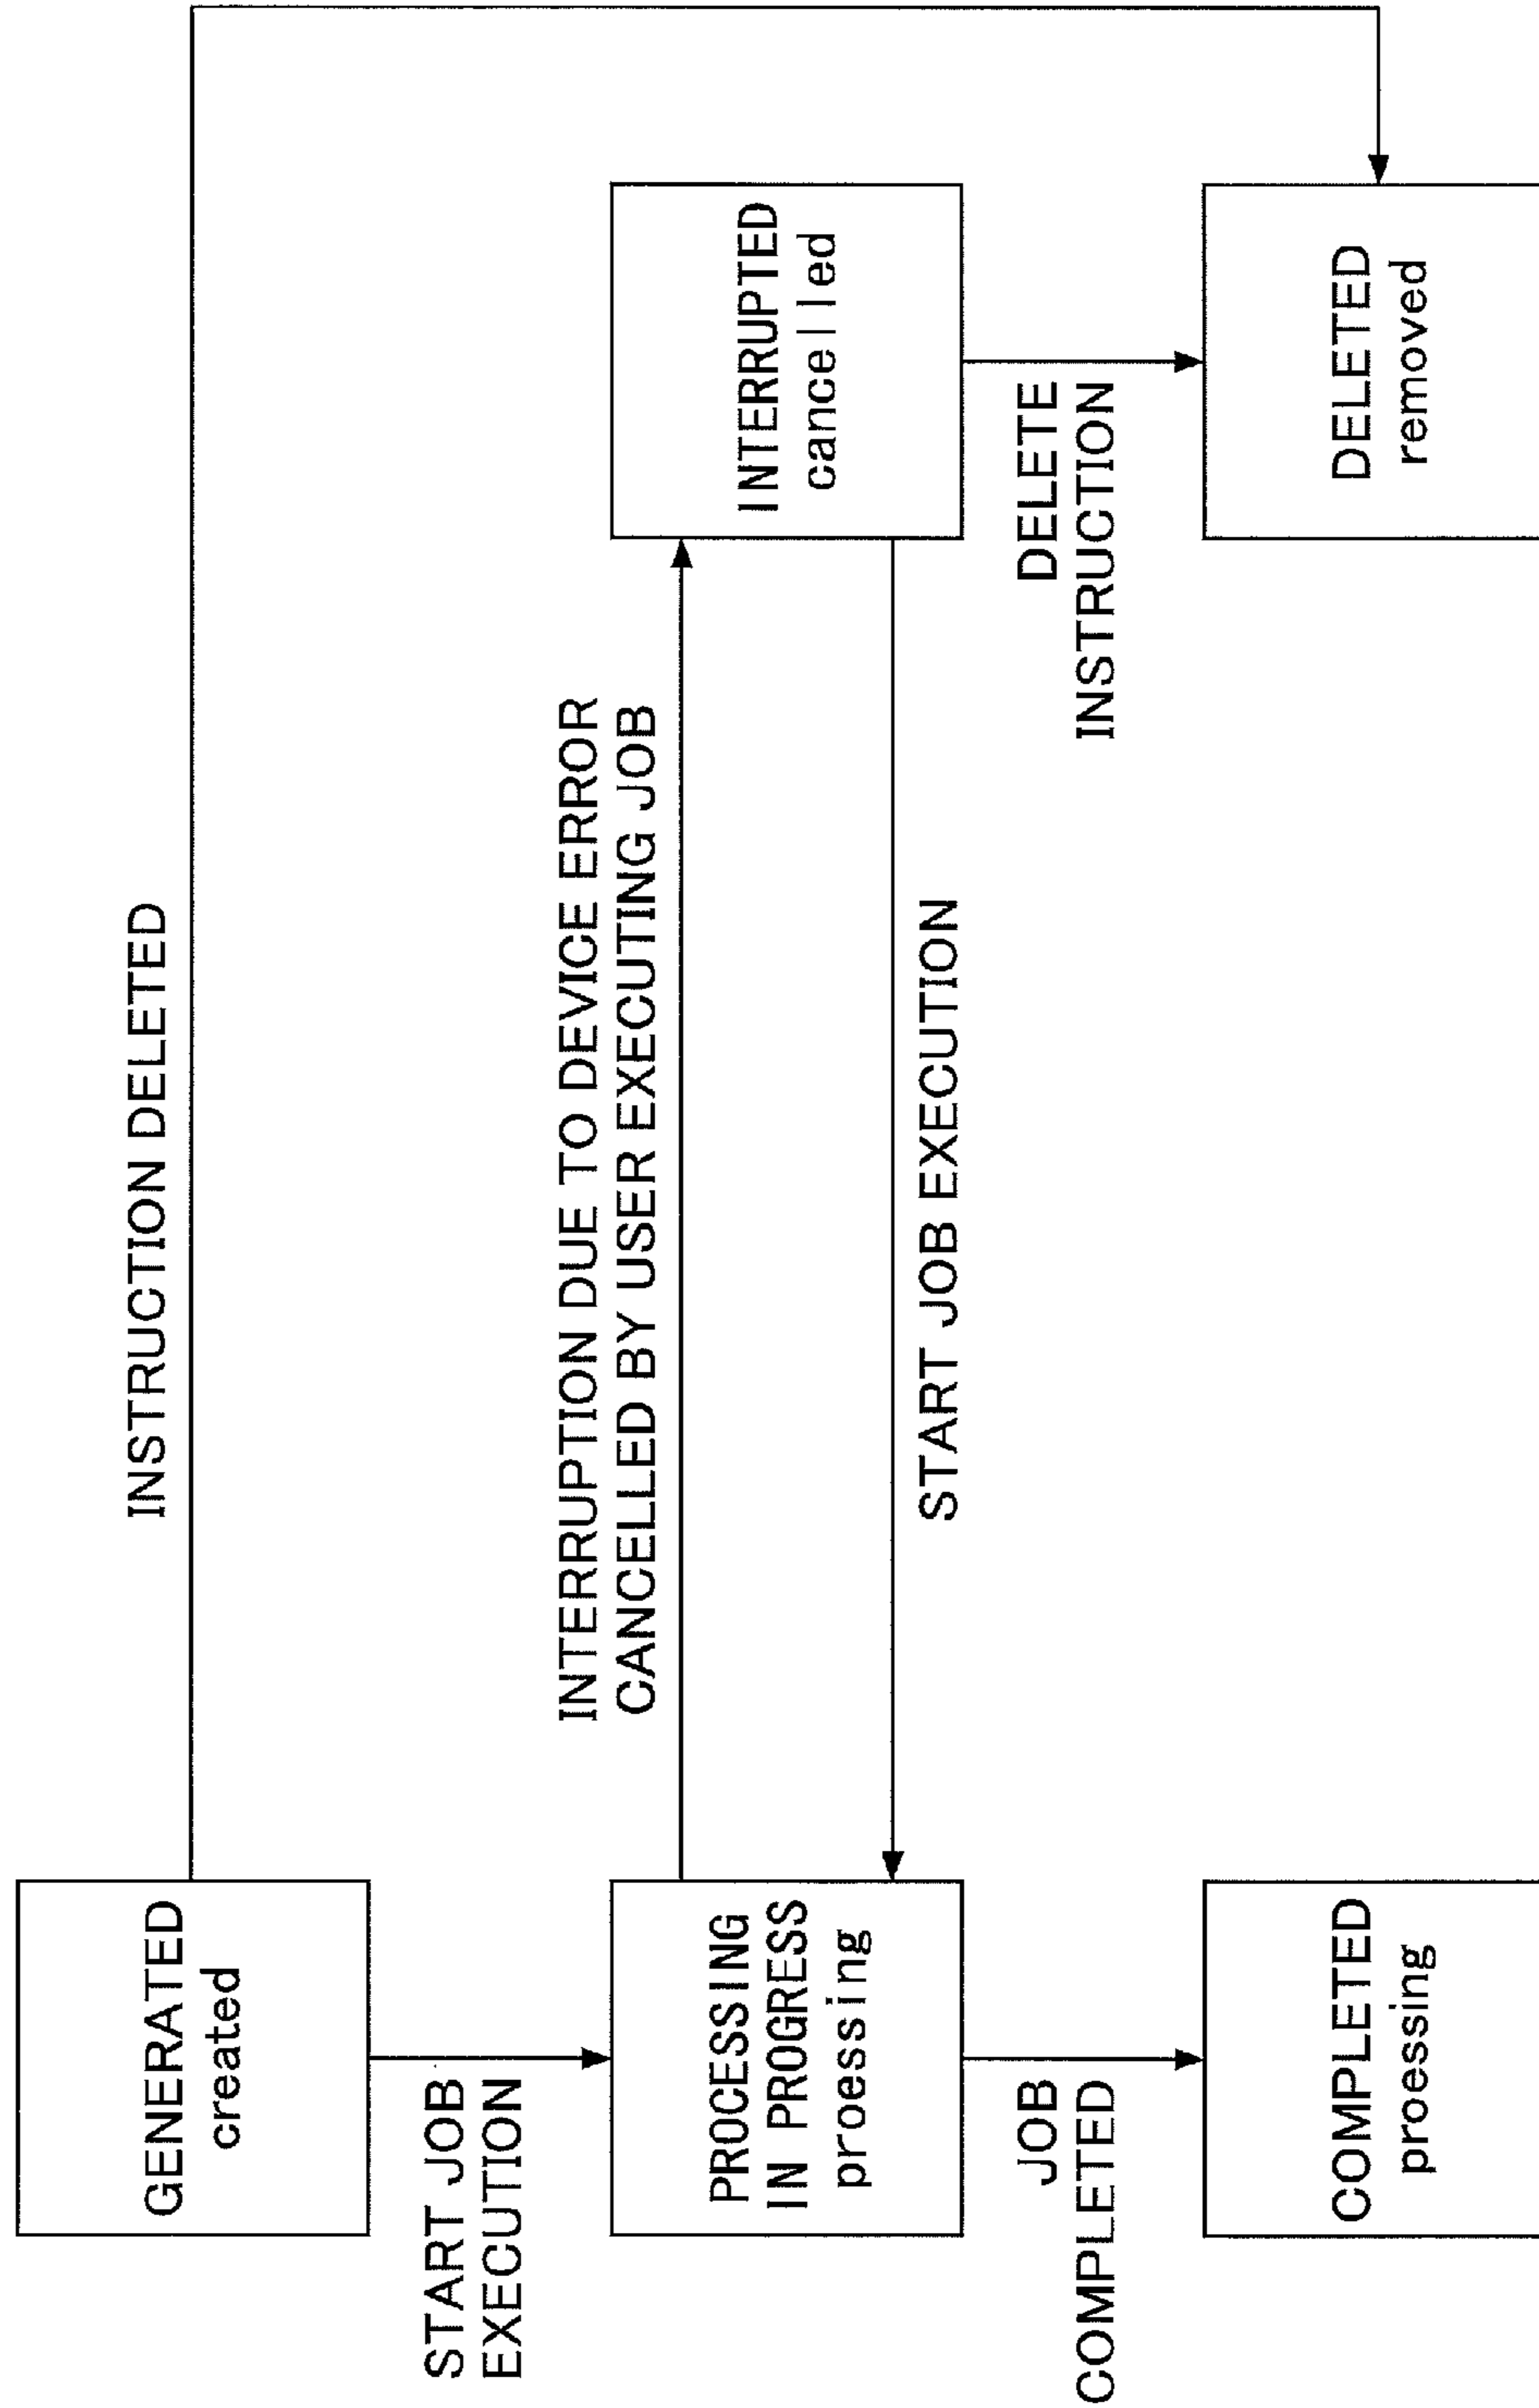 INSTRUCTION DELETED
GENERATED
created
START JOB
EXECUTION
INTERRUPTION DUE TO DEVICE ERROR
CANCELLED BY USER EXECUTING JOB
PROCESSING
IN PROGRESS
proessing
INTERRUPTED
cancelled
START JOB EXECUTION
JOB
COMPLETED
DELETE
INSTRUCTION
COMPLETED
proessing
DELETED
removed